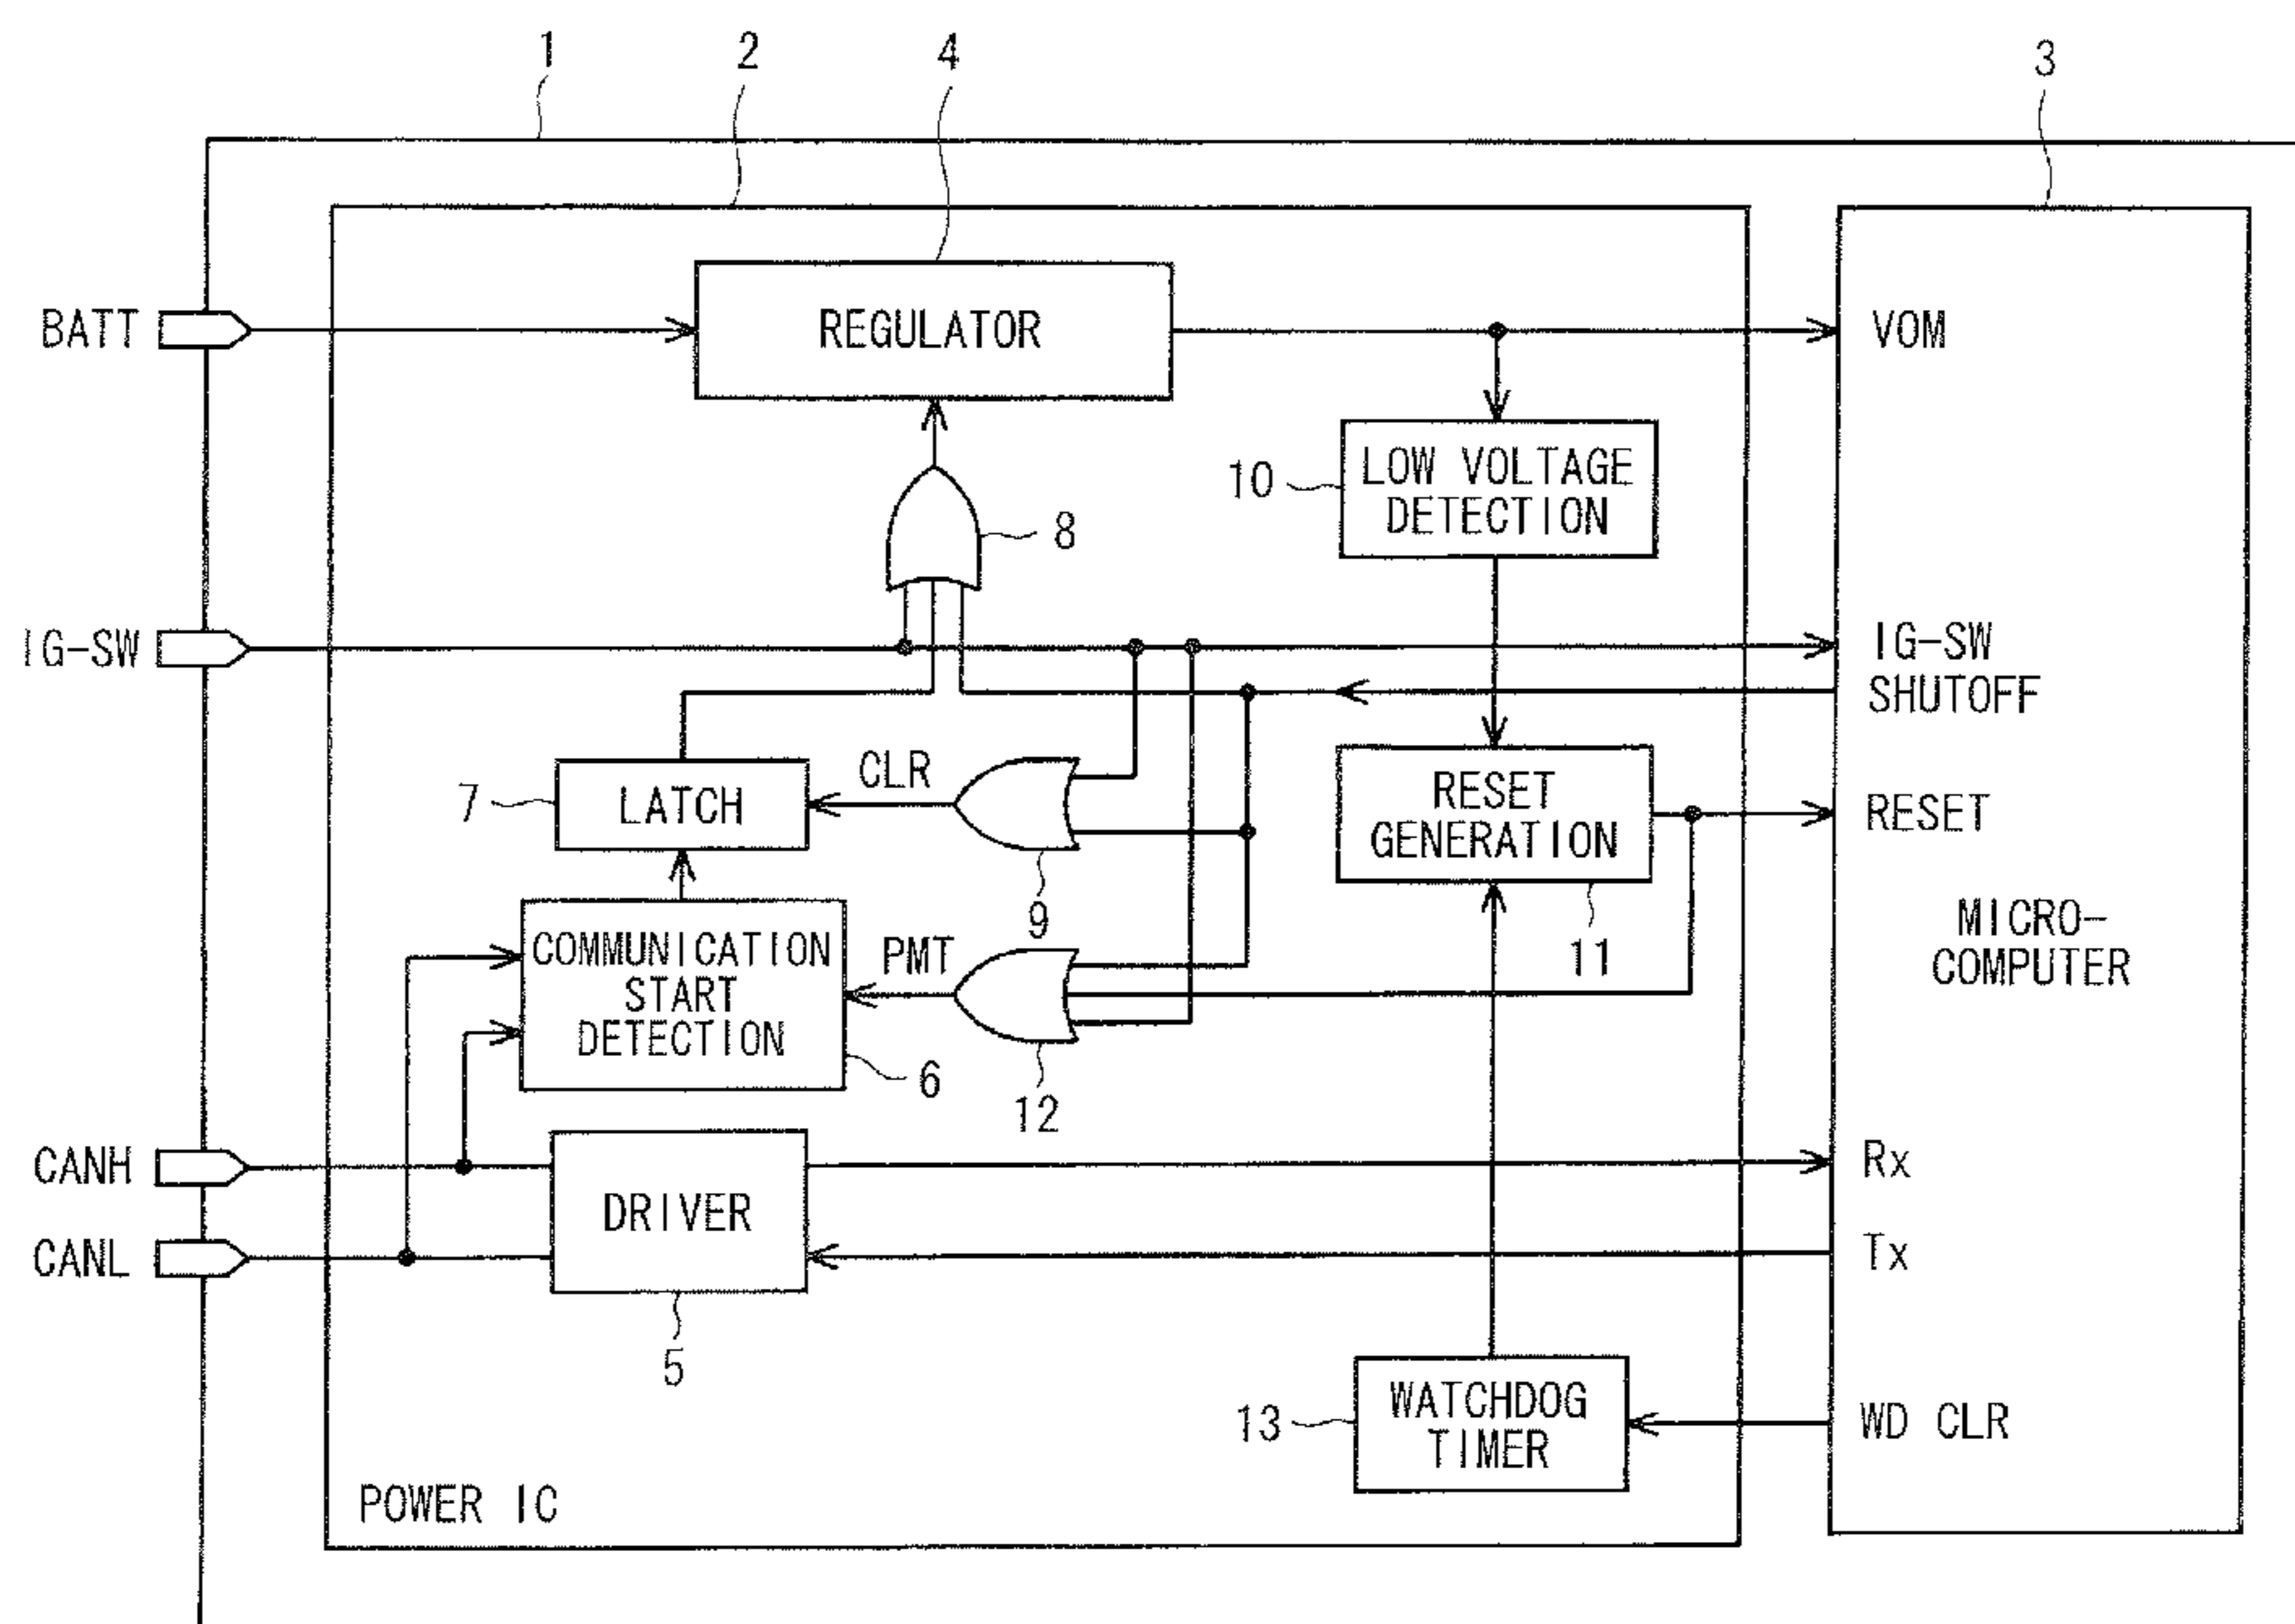 1
2
4
3
BATT
REGULATOR
VOM
10
LOW VOLTAGE
DETECTION
8
IG-SW
IG-SW
SHUTOFF
7
LATCH
CLR
9
RESET
GENERATION
11
RESET
MICRO-
COMPUTER
COMMUNICATION
START
DETECTION
6
PMT
12
CANH
CANL
DRIVER
5
Rx
Tx
13
WATCHDOG
TIMER
WD CLR
POWER IC